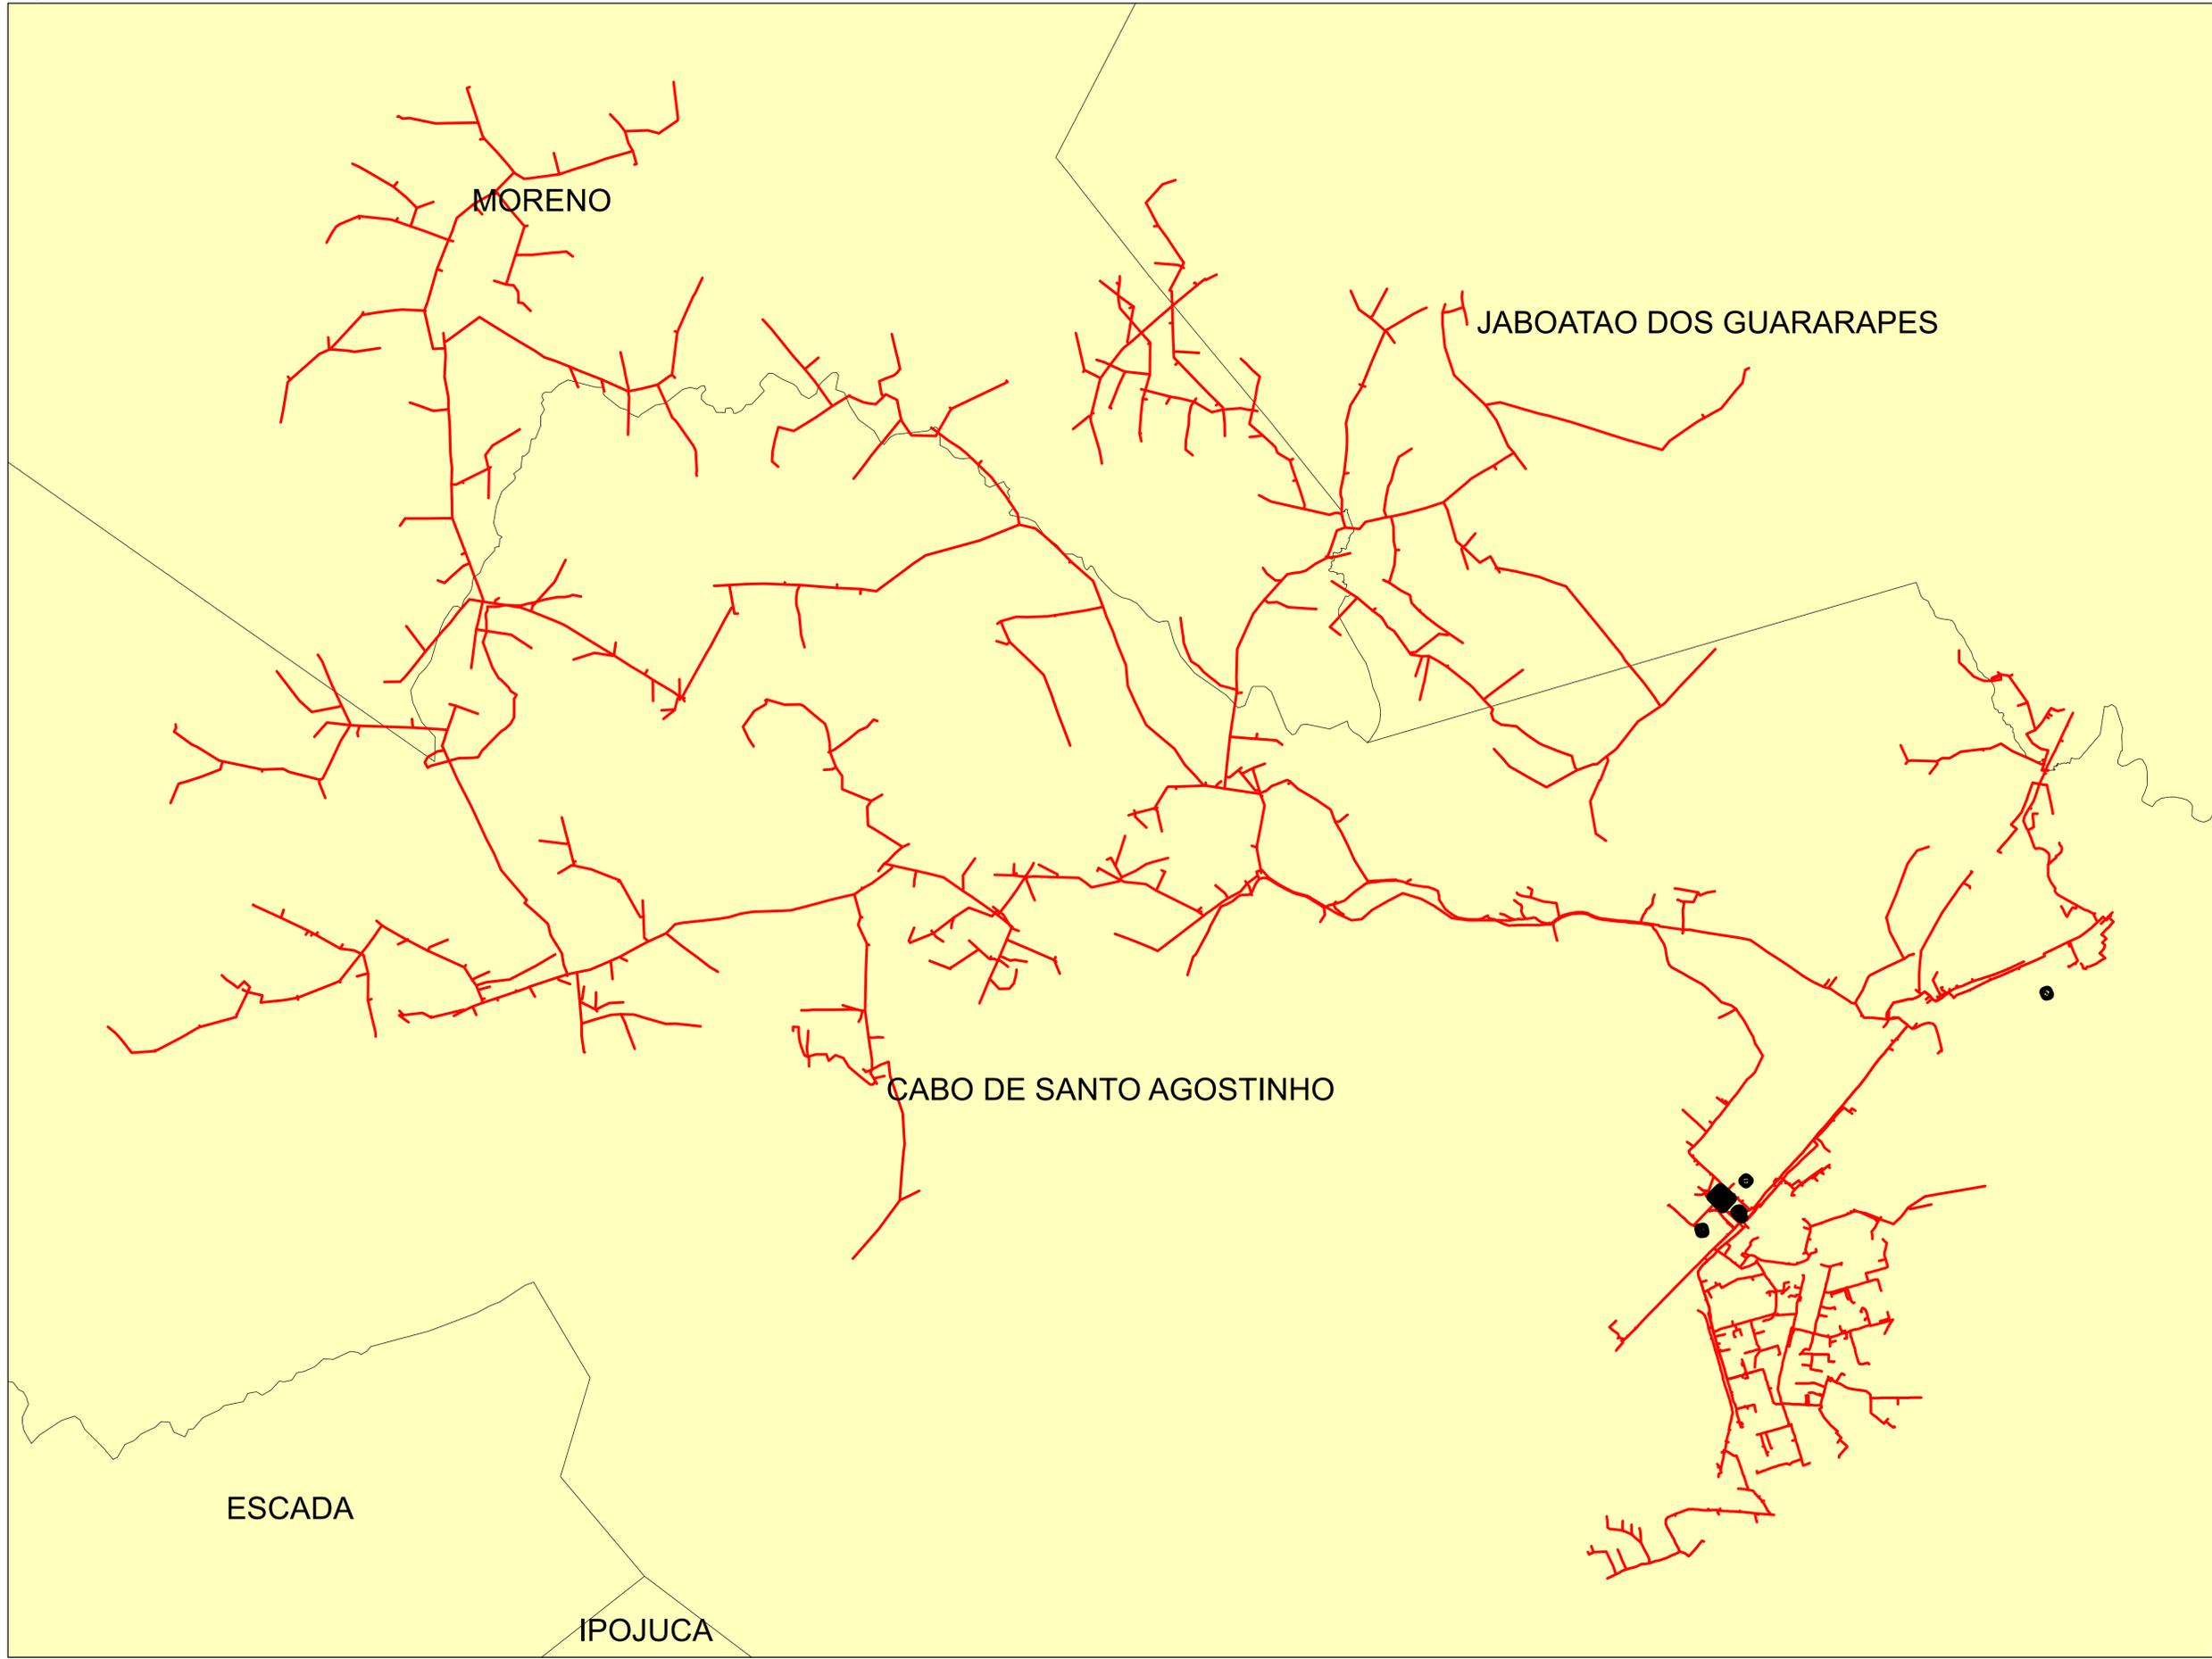 MORENO
JABOATAO DOS GUARARAPES
CABO DE SANTO AGOSTINHO
ESCADA
IPOJUCA